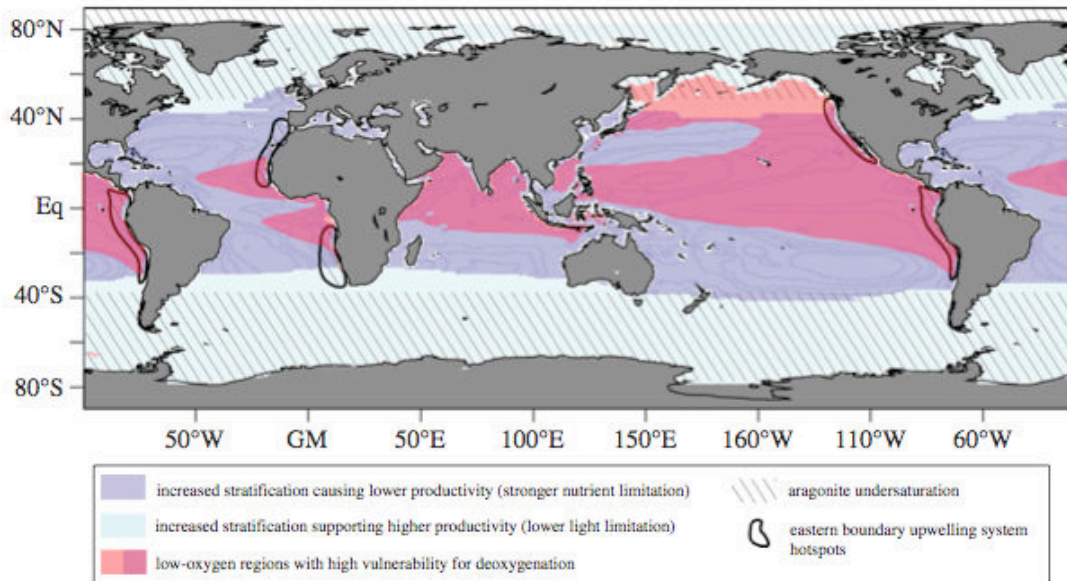 80°N
40°N
Eq
40°S
80°S
50°W GM 50°E 100°E 150°E 160°W 110°W 60°W
increased stratification causing lower productivity (stronger nutrient limitation)
aragonite undersaturation
increased stratification supporting higher productivity (lower light limitation)
eastern boundary upwelling system
hotspots
low-oxygen regions with high vulnerability for deoxygenation